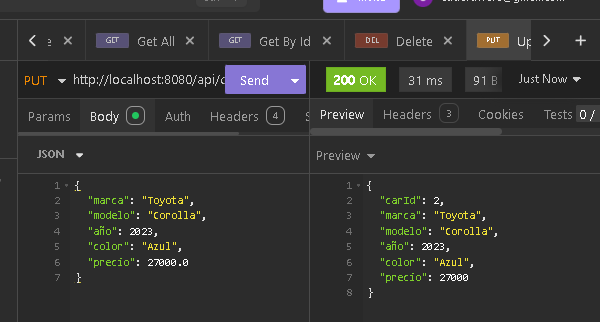 GET Get All GET Get By Id DEL Delete PUT
PUT http://localhost:8080/api/ Send 200 OK 31 ms 91 B Just Now
Params Body Auth Headers 4 Preview Headers 3 Cookies Tests 0 /
JSON Preview
1 {
2 "marca": "Toyota",
3 "modelo": "Corolla",
4 "año": 2023,
5 "color": "Azul",
6 "precio": 27000.0
7 }
1 {
2 "carId": 2,
3 "marca": "Toyota",
4 "modelo": "Corolla",
5 "año": 2023,
6 "color": "Azul",
7 "precio": 27000
8 }